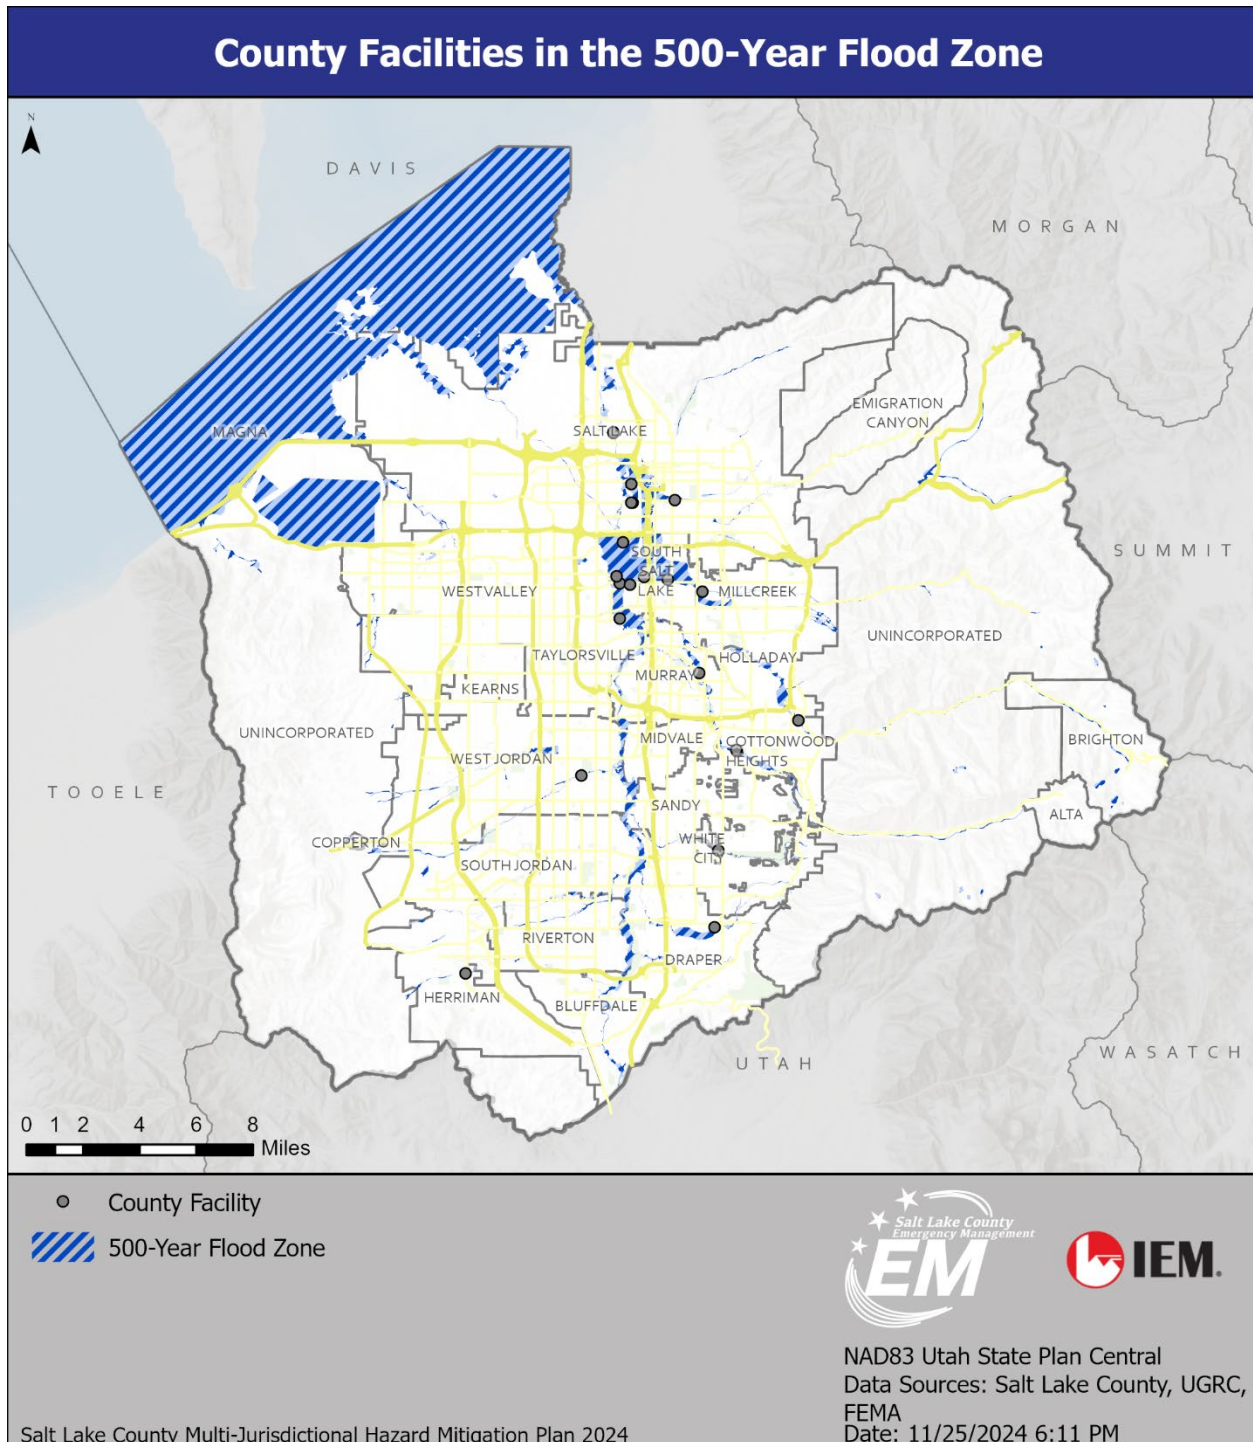 County Facilities in the 500-Year Flood Zone
N
DAVIS
MORGAN
EMIGRATION
CANYON
SALT LAKE
MAGNA
SUMMIT
SOUTH
SALT
LAKE
WEST VALLEY
MILLCREEK
UNINCORPORATED
TAYLORSVILLE
HOLLADAY
MURRAY
KEARNS
UNINCORPORATED
MIDVALE
COTTONWOOD
HEIGHTS
BRIGHTON
WEST JORDAN
TOOELE
SANDY
ALTA
COPPERTON
WHITE
CITY
SOUTH JORDAN
RIVERTON
DRAPER
HERRIMAN
BLUFFDALE
UTAH
WASATCH
0 1 2 4 6 8
Miles
County Facility
500-Year Flood Zone
Salt Lake County
Emergency Management
EM
IEM.
NAD83 Utah State Plan Central
Data Sources: Salt Lake County, UGRC,
FEMA
Date: 11/25/2024 6:11 PM
Salt Lake County Multi-Jurisdictional Hazard Mitigation Plan 2024